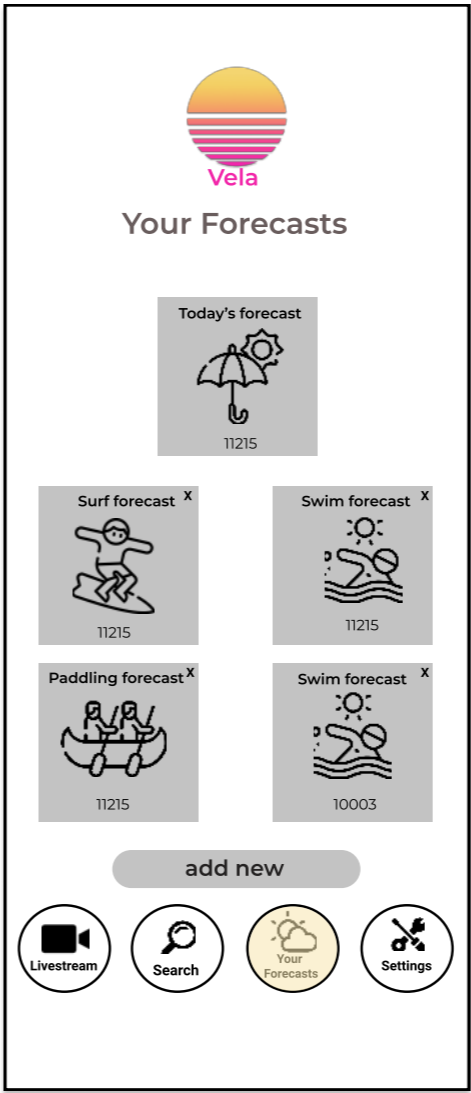 Vela
Your Forecasts
Today's forecast
11215
Surf forecast X
11215
Swim forecast X
11215
Paddling forecast X
11215
Swim forecast X
10003
add new
Livestream
Search
Your
Forecasts
Settings